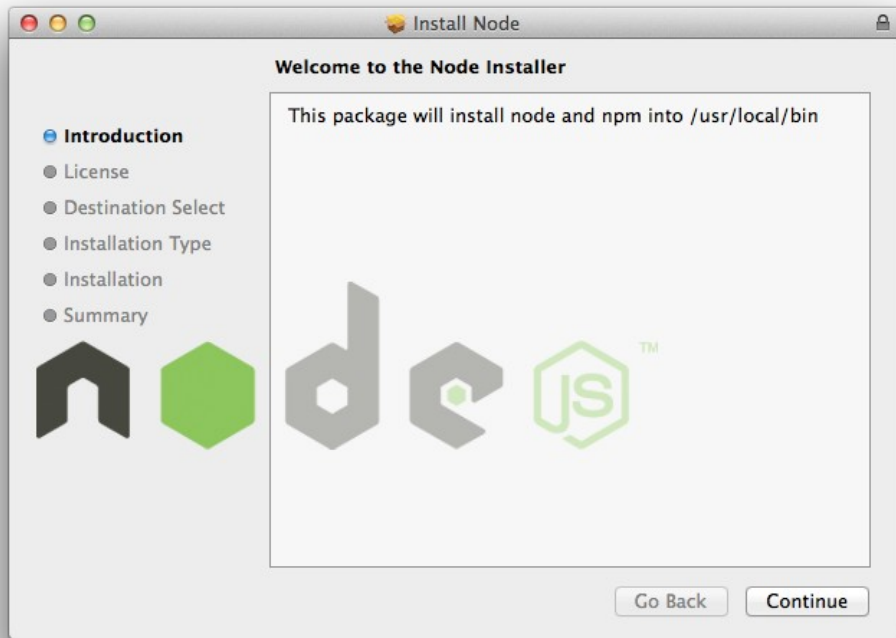 Install Node
Welcome to the Node Installer
Introduction
License
Destination Select
Installation Type
Installation
Summary
This package will install node and npm into /usr/local/bin
node
JS
TM
Go Back
Continue